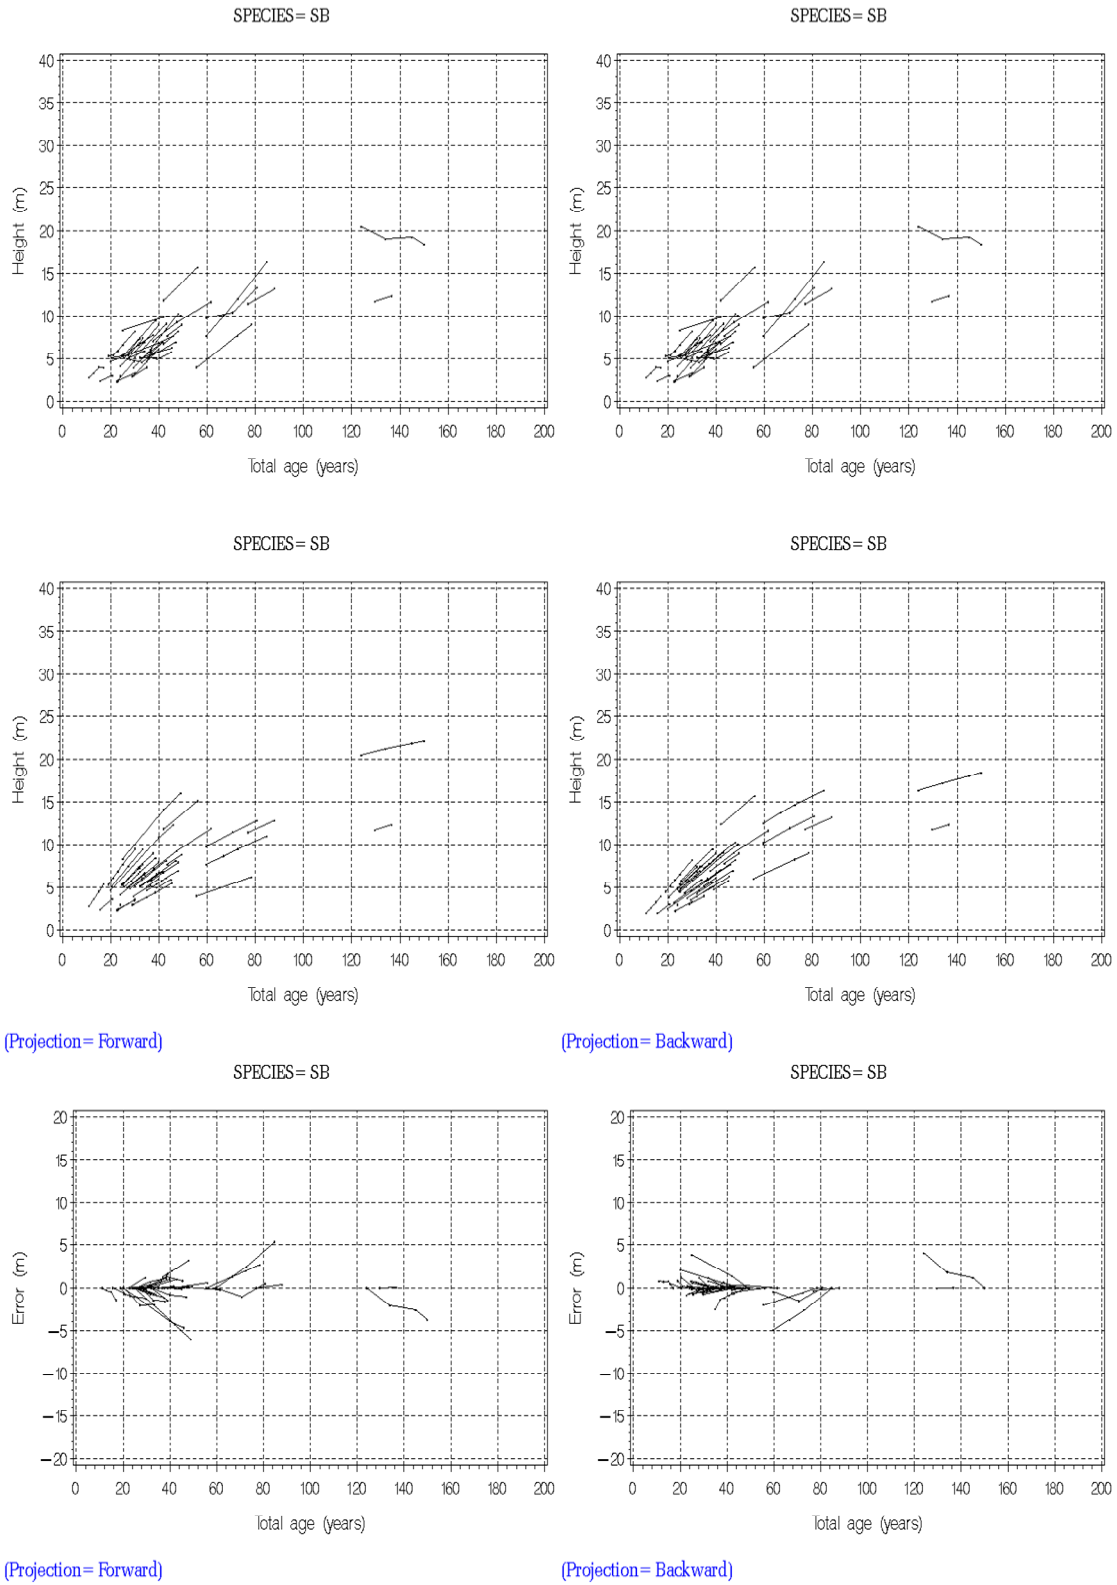 SPECIES= SB SPECIES= SB
40 40
35 35
30 30
25 25
20 20
15 15
10 10
5 5
0 0
Height (m) Height (m)
0 20 40 60 80 100 120 140 160 180 200 0 20 40 60 80 100 120 140 160 180 200
Total age (years) Total age (years)
SPECIES= SB SPECIES= SB
40 40
35 35
30 30
25 25
20 20
15 15
10 10
5 5
0 0
Height (m) Height (m)
0 20 40 60 80 100 120 140 160 180 200 0 20 40 60 80 100 120 140 160 180 200
Total age (years) Total age (years)
(Projection= Forward) (Projection= Backward)
SPECIES= SB SPECIES= SB
20 20
15 15
10 10
5 5
0 0
-5 -5
-10 -10
-15 -15
-20 -20
Error (m) Error (m)
0 20 40 60 80 100 120 140 160 180 200 0 20 40 60 80 100 120 140 160 180 200
Total age (years) Total age (years)
(Projection= Forward) (Projection= Backward)